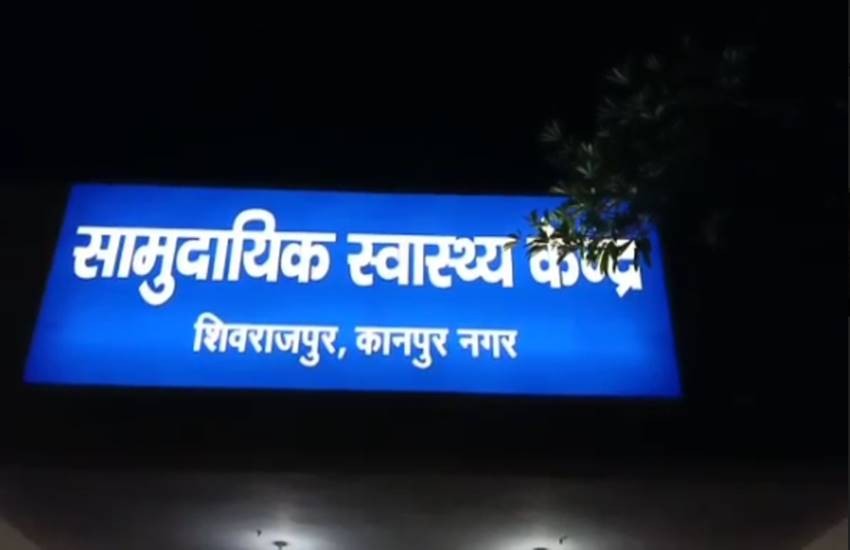 सामुदायिक स्वास्थ्य केन्द्र
शिवराजपुर, कानपुर नगर